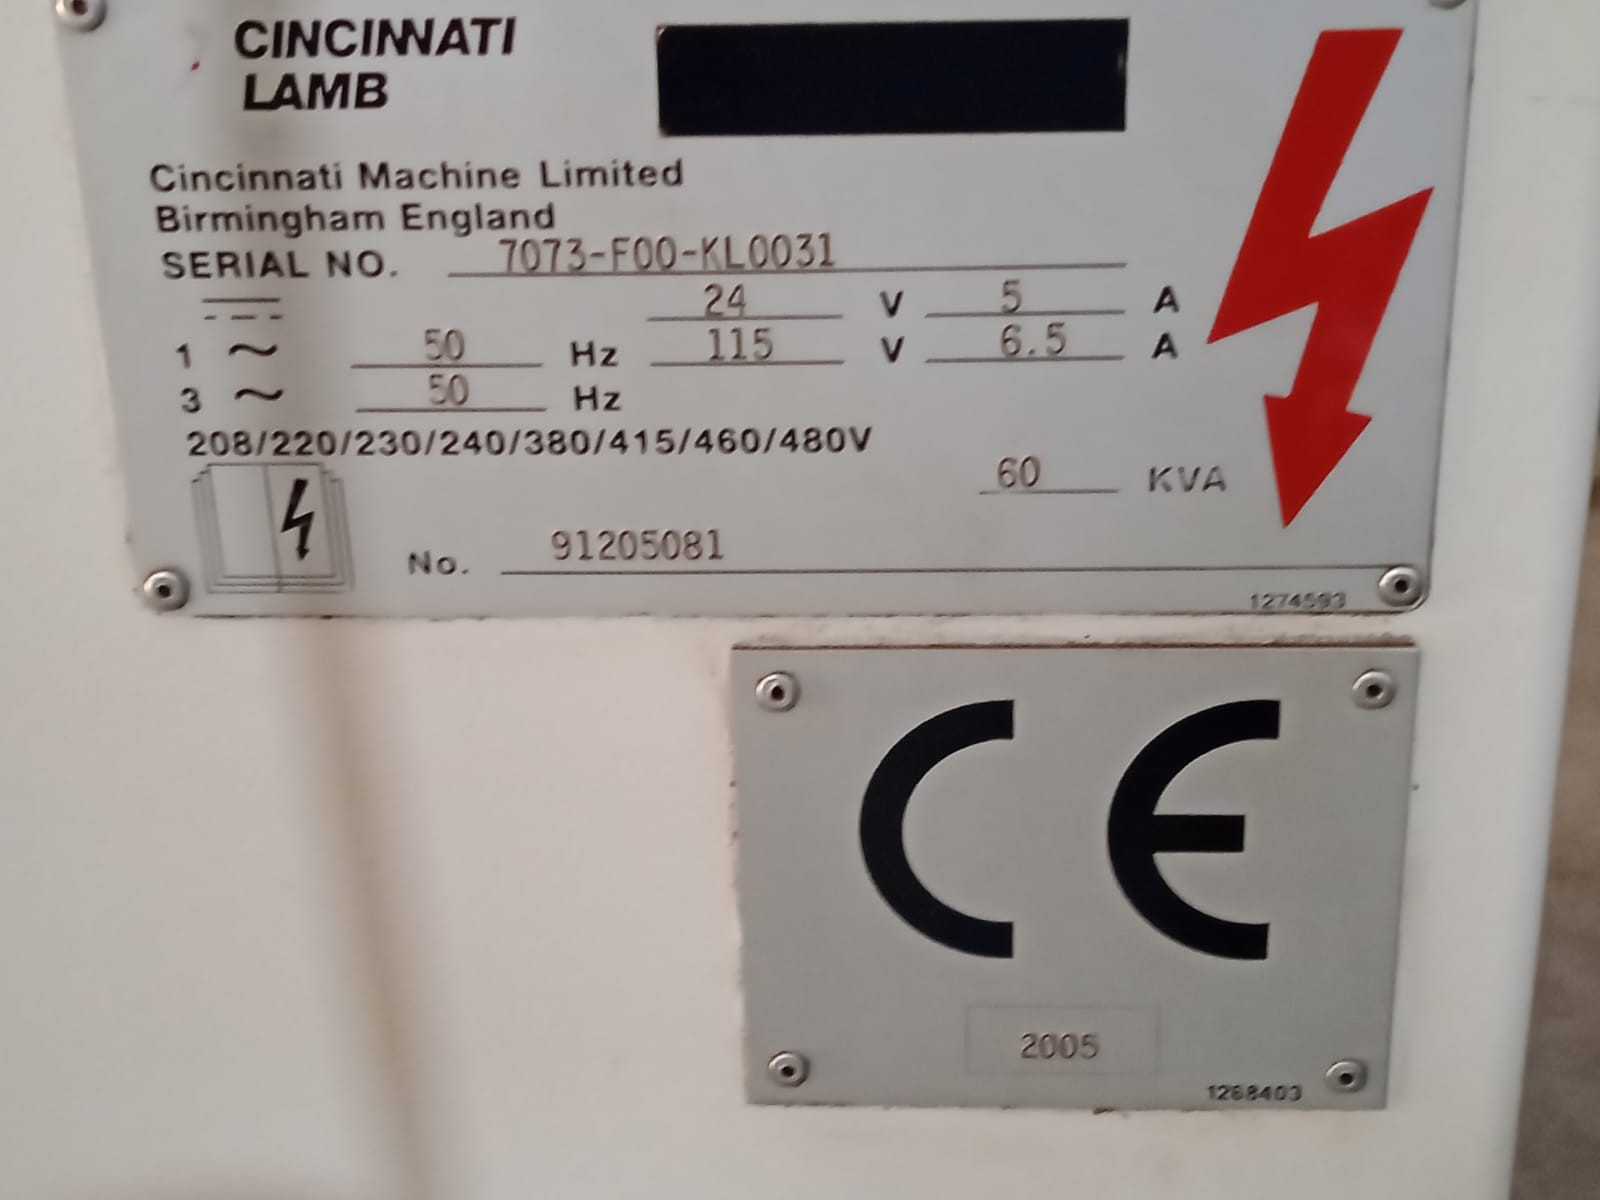 CINCINNATI
LAMB
Cincinnati Machine Limited
Birmingham England
SERIAL NO. 7073-F00-KL0031
24 V 5 A
1 ~ 50 Hz 115 V 6.5 A
3 ~ 50 Hz
208/220/230/240/380/415/460/480V
60 KVA
No. 91205081
1274593
CE
2005
1268403